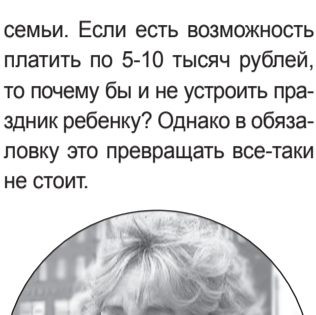 семьи. Если есть возможность
платить по 5-10 тысяч рублей,
то почему бы и не устроить пра-
здник ребенку? Однако в обяза-
ловку это превращать все-таки
не стоит.